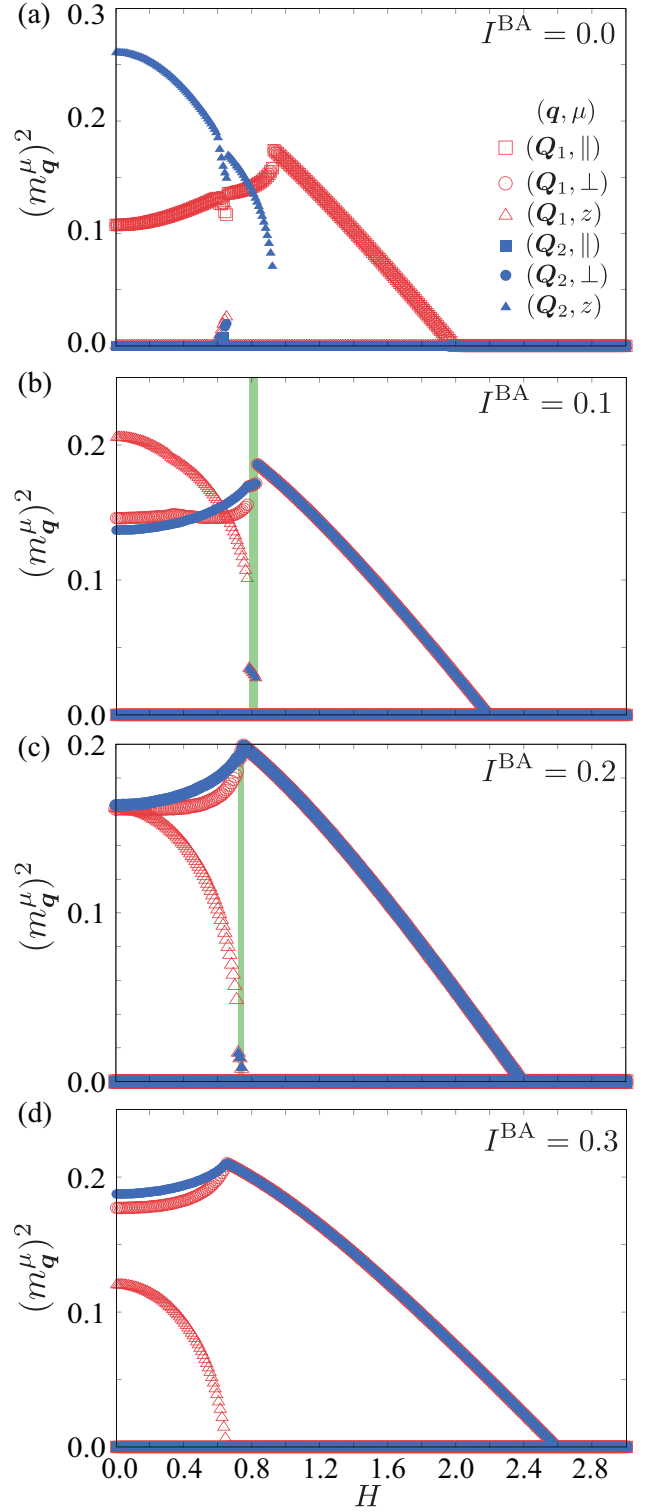 (a)
I^BA = 0.0
(m_q^μ)^2
0.3
0.2
0.1
0.0
(q, μ)
(Q_1, ∥)
(Q_1, ⊥)
(Q_1, z)
(Q_2, ∥)
(Q_2, ⊥)
(Q_2, z)
(b)
I^BA = 0.1
(m_q^μ)^2
0.2
0.1
0.0
(c)
I^BA = 0.2
(m_q^μ)^2
0.2
0.1
0.0
(d)
I^BA = 0.3
(m_q^μ)^2
0.2
0.1
0.0
0.0 0.4 0.8 1.2 1.6 2.0 2.4 2.8
H